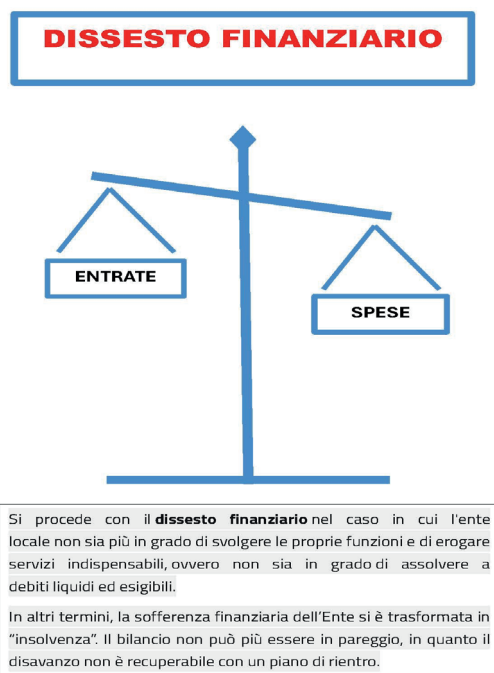 DISSESTO FINANZIARIO
ENTRATE
SPESE
Si procede con il dissesto finanziario nel caso in cui l'ente
locale non sia più in grado di svolgere le proprie funzioni e di erogare
servizi indispensabili, ovvero non sia in grado di assolvere a
debiti liquidi ed esigibili.
In altri termini, la sofferenza finanziaria dell’Ente si è trasformata in
“insolvenza”. Il bilancio non può più essere in pareggio, in quanto il
disavanzo non è recuperabile con un piano di rientro.